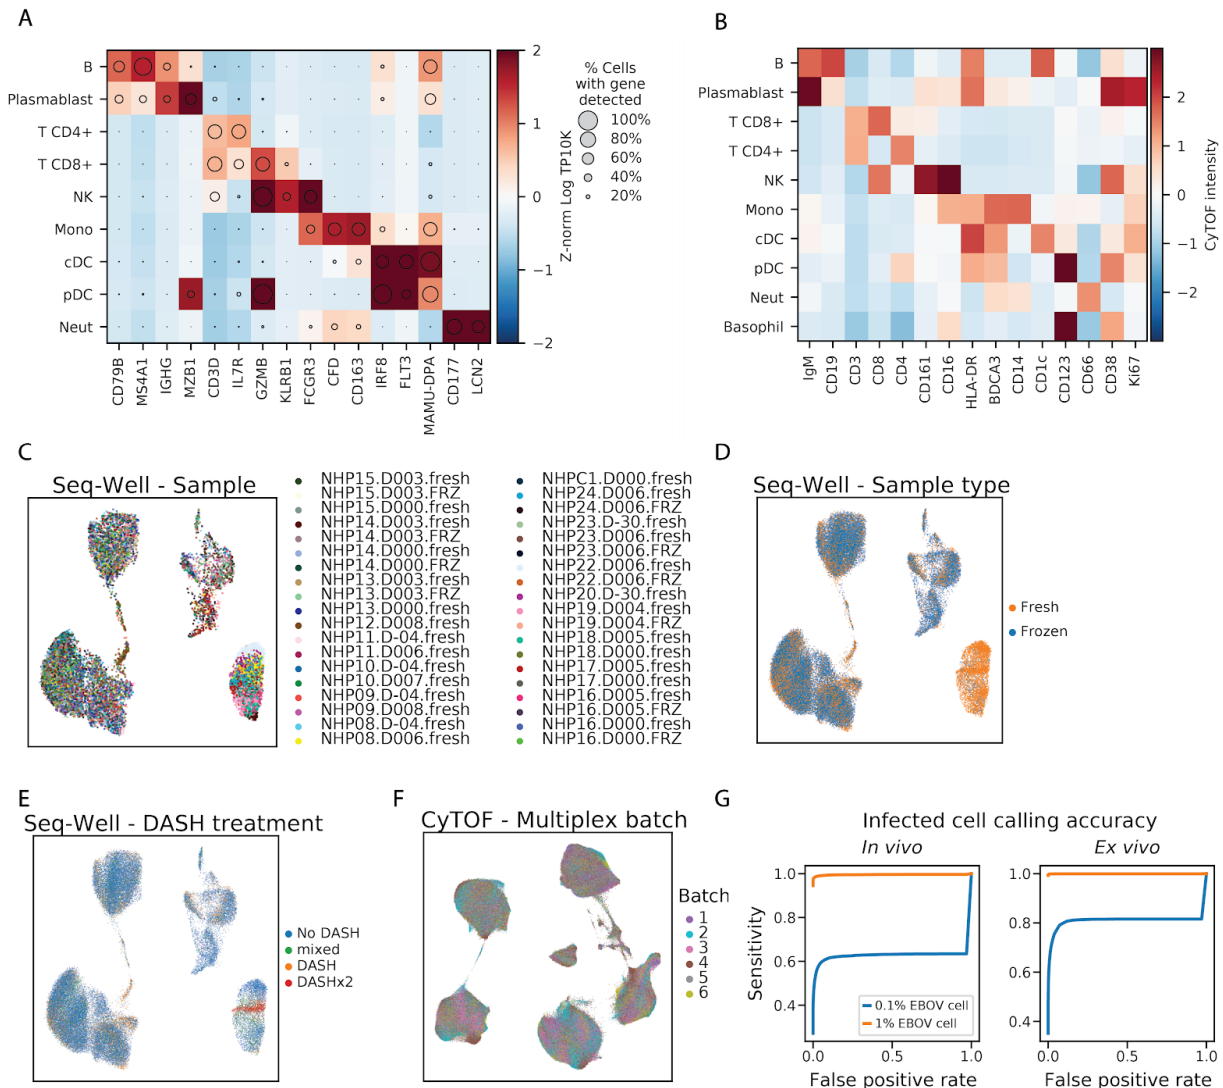 A
B
Plasmablast
T CD4+
T CD8+
NK
Mono
cDC
pDC
Neut
CD79B
MS4A1
IGHG
MZB1
CD3D
IL7R
GZMB
KLRB1
FCGR3
CFD
CD163
IRF8
FLT3
MAMU-DPA
CD177
LCN2
2
1
0
−1
−2
Z-norm Log TP10K
% Cells
with gene
detected
100%
80%
60%
40%
20%
B
B
Plasmablast
T CD8+
T CD4+
NK
Mono
cDC
pDC
Neut
Basophil
IgM
CD19
CD3
CD8
CD4
CD161
CD16
HLA-DR
BDCA3
CD14
CD1c
CD123
CD66
CD38
Ki67
2
1
0
−1
−2
CyTOF intensity
C
Seq-Well - Sample
NHP15.D003.fresh
NHP15.D003.FRZ
NHP15.D000.fresh
NHP14.D003.fresh
NHP14.D003.FRZ
NHP14.D000.fresh
NHP14.D000.FRZ
NHP13.D003.fresh
NHP13.D003.FRZ
NHP13.D000.fresh
NHP12.D008.fresh
NHP11.D-04.fresh
NHP11.D006.fresh
NHP10.D-04.fresh
NHP10.D007.fresh
NHP09.D-04.fresh
NHP09.D008.fresh
NHP08.D-04.fresh
NHP08.D006.fresh
NHPC1.D000.fresh
NHP24.D006.fresh
NHP24.D006.FRZ
NHP23.D-30.fresh
NHP23.D006.fresh
NHP23.D006.FRZ
NHP22.D006.fresh
NHP22.D006.FRZ
NHP20.D-30.fresh
NHP19.D004.fresh
NHP19.D004.FRZ
NHP18.D005.fresh
NHP18.D000.fresh
NHP17.D005.fresh
NHP17.D000.fresh
NHP16.D005.fresh
NHP16.D005.FRZ
NHP16.D000.fresh
NHP16.D000.FRZ
D
Seq-Well - Sample type
Fresh
Frozen
E
Seq-Well - DASH treatment
No DASH
mixed
DASH
DASHx2
F
CyTOF - Multiplex batch
Batch
1
2
3
4
5
6
G
Infected cell calling accuracy
In vivo
Ex vivo
Sensitivity
1.0
0.8
0.6
0.4
0.0
0.5
1.0
False positive rate
0.1% EBOV cell
1% EBOV cell
1.0
0.8
0.6
0.4
0.0
0.5
1.0
False positive rate